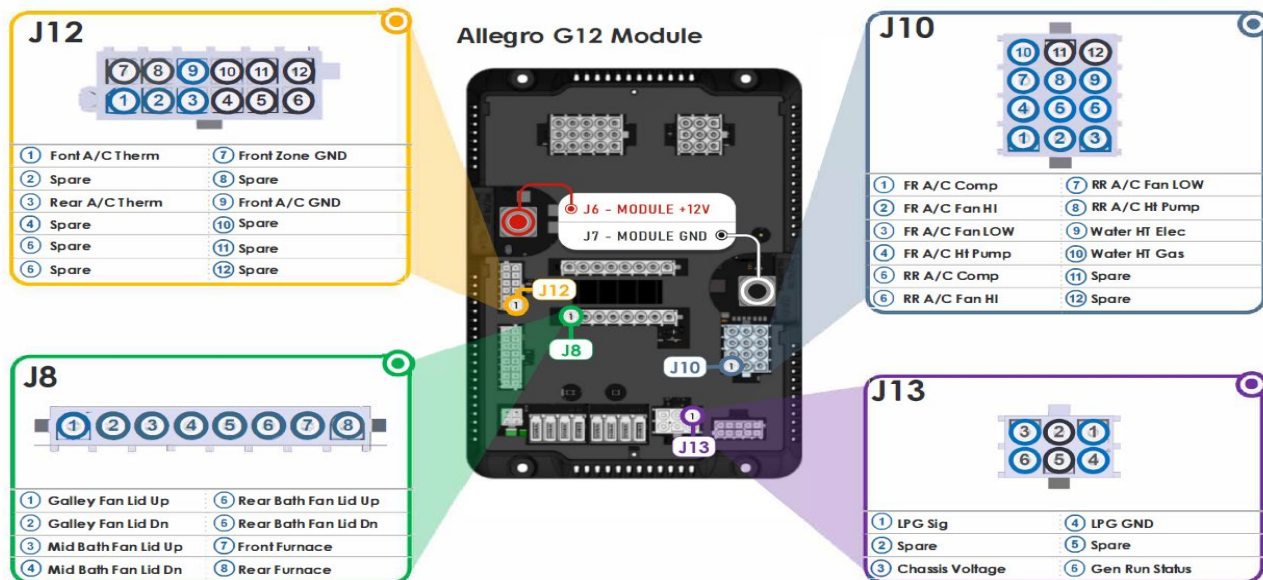 Allegro G12 Module
J12
7 8 9 10 11 12
1 2 3 4 5 6
1 Font A/C Therm 7 Front Zone GND
2 Spare 8 Spare
3 Rear A/C Therm 9 Front A/C GND
4 Spare 10 Spare
5 Spare 11 Spare
6 Spare 12 Spare
J10
10 11 12
7 8 9
4 5 6
1 2 3
1 FR A/C Comp 7 RR A/C Fan LOW
2 FR A/C Fan HI 8 RR A/C Ht Pump
3 FR A/C Fan LOW 9 Water HT Elec
4 FR A/C Ht Pump 10 Water HT Gas
5 RR A/C Comp 11 Spare
6 RR A/C Fan HI 12 Spare
J6 - MODULE +12V
J7 - MODULE GND
1 J12
1
J8
J10 1
1
J13
J8
1 2 3 4 5 6 7 8
1 Galley Fan Lid Up 5 Rear Bath Fan Lid Up
2 Galley Fan Lid Dn 6 Rear Bath Fan Lid Dn
3 Mid Bath Fan Lid Up 7 Front Furnace
4 Mid Bath Fan Lid Dn 8 Rear Furnace
J13
3 2 1
6 5 4
1 LPG Sig 4 LPG GND
2 Spare 5 Spare
3 Chassis Voltage 6 Gen Run Status